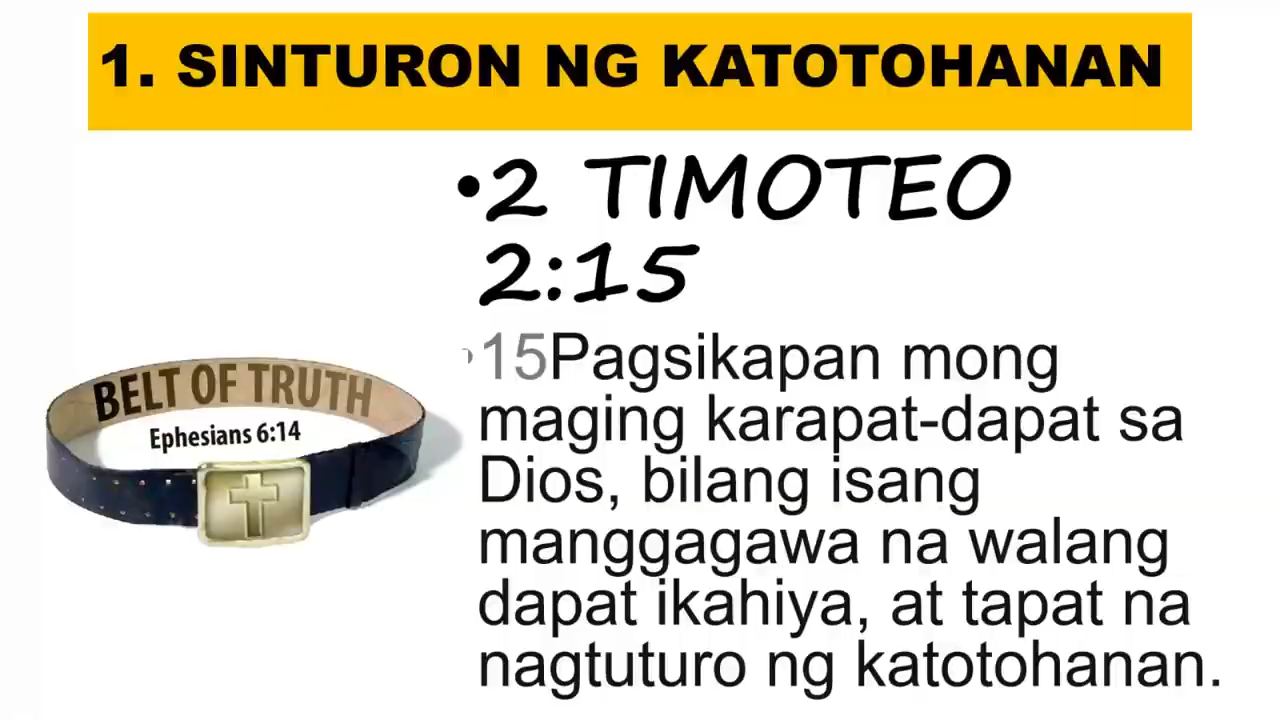 1. SINTURON NG KATOTOHANAN
•2 TIMOTEO
2:15
•15Pagsikapan mong
maging karapat-dapat sa
Dios, bilang isang
manggagawa na walang
dapat ikahiya, at tapat na
nagtuturo ng katotohanan.
BELT OF TRUTH
Ephesians 6:14